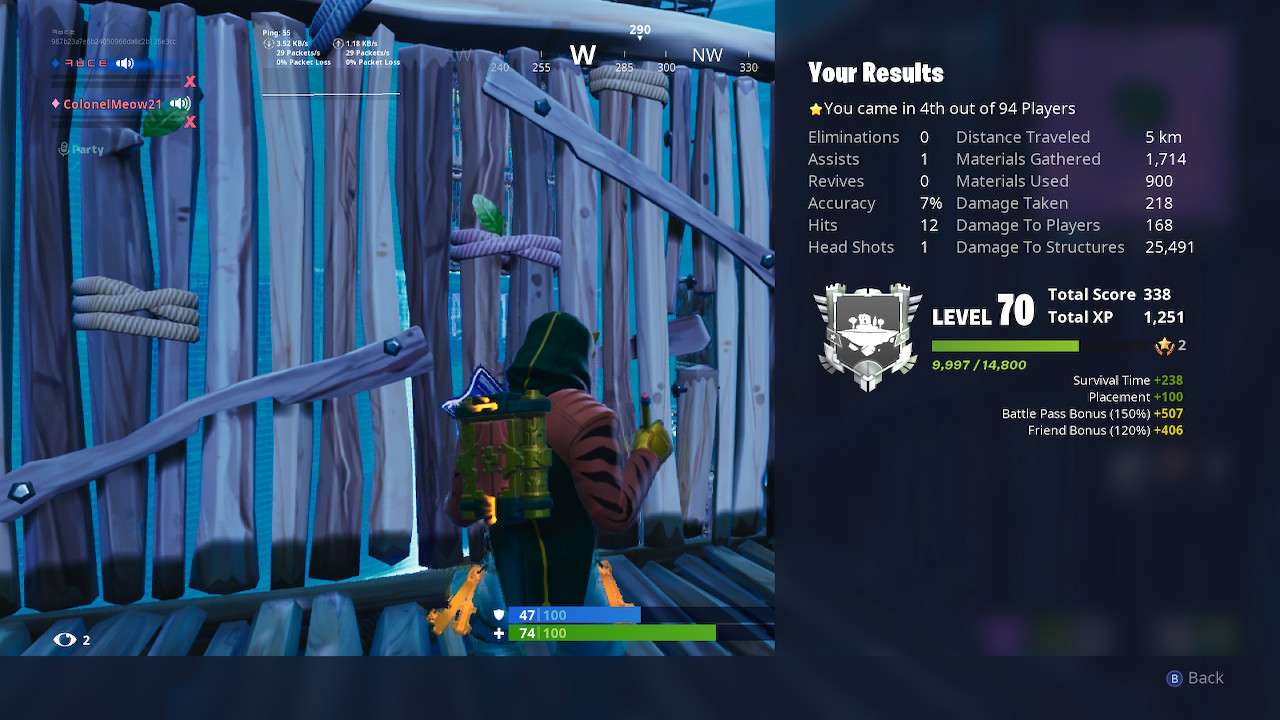 Ping: 55
3.52 KB/s 1.18 KB/s
29 Packets/s 29 Packets/s
0% Packet Loss 0% Packet Loss
ㅋㅂㄷㅌ
X
ColonelMeow21
X
Party
290
W NW
240 255 285 300 330
47 100
74 100
2
Your Results
You came in 4th out of 94 Players
Eliminations 0 Distance Traveled 5 km
Assists 1 Materials Gathered 1,714
Revives 0 Materials Used 900
Accuracy 7% Damage Taken 218
Hits 12 Damage To Players 168
Head Shots 1 Damage To Structures 25,491
LEVEL 70
Total Score 338
Total XP 1,251
2
9,997 / 14,800
Survival Time +238
Placement +100
Battle Pass Bonus (150%) +507
Friend Bonus (120%) +406
B Back